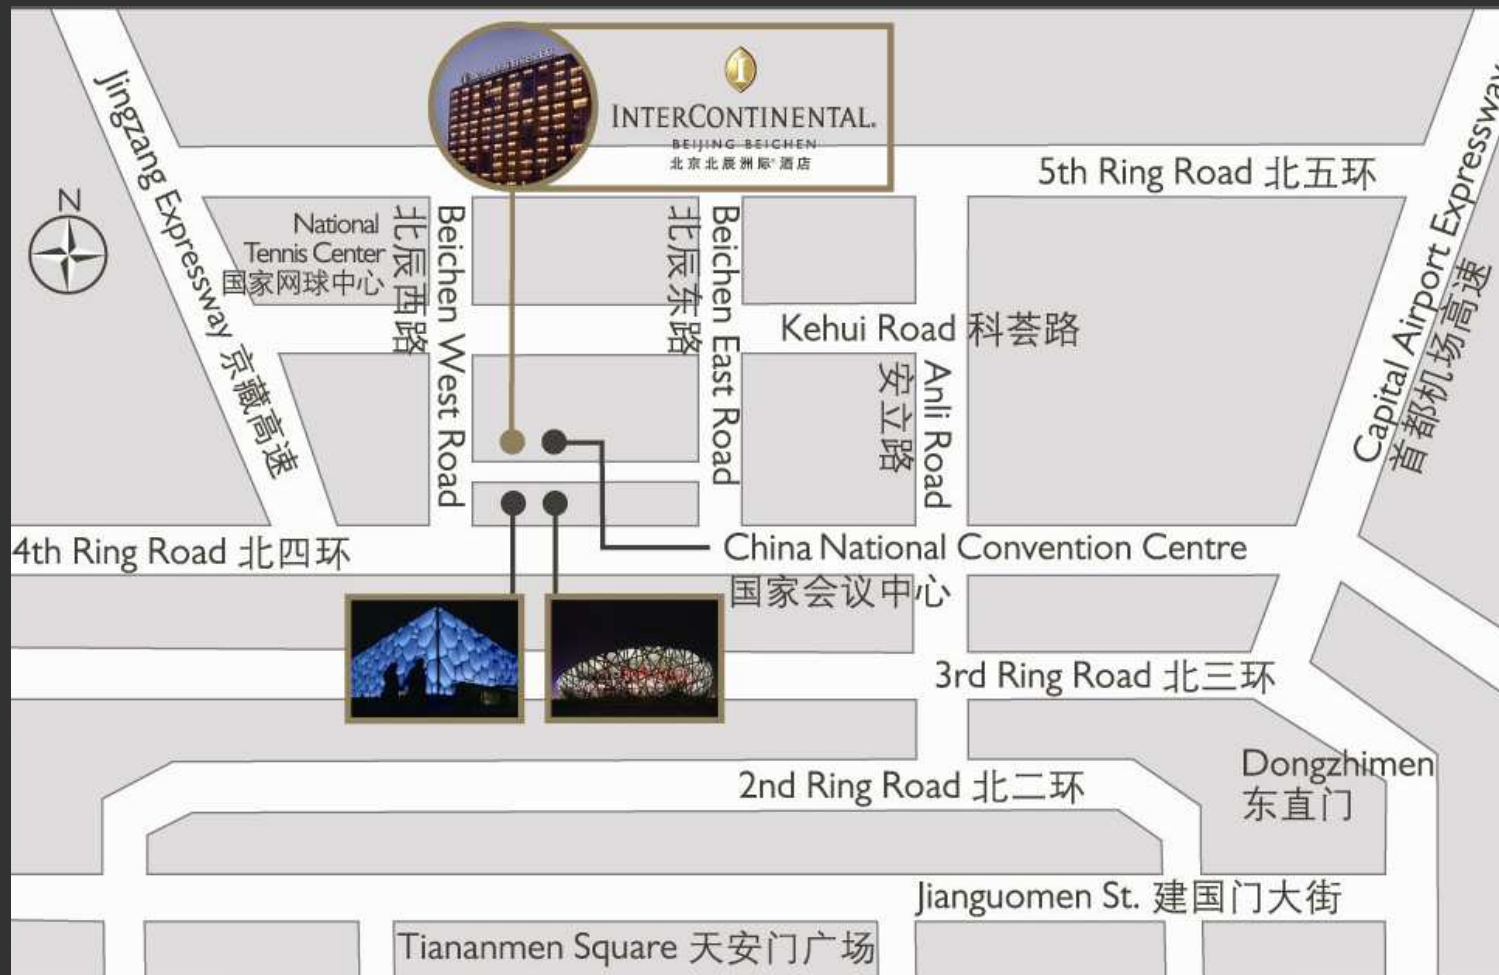 INTERCONTINENTAL.
BEIJING BEICHEN
北京北辰洲际®酒店
5th Ring Road 北五环
Jingzang Expressway 京藏高速
N
National
Tennis Center
国家网球中心
北辰西路
Beichen West Road
北辰东路
Beichen East Road
Kehui Road 科荟路
安立路
Anli Road
Capital Airport Expressway
首都机场高速
4th Ring Road 北四环
China National Convention Centre
国家会议中心
3rd Ring Road 北三环
2nd Ring Road 北二环
Dongzhimen
东直门
Jianguomen St. 建国门大街
Tiananmen Square 天安门广场